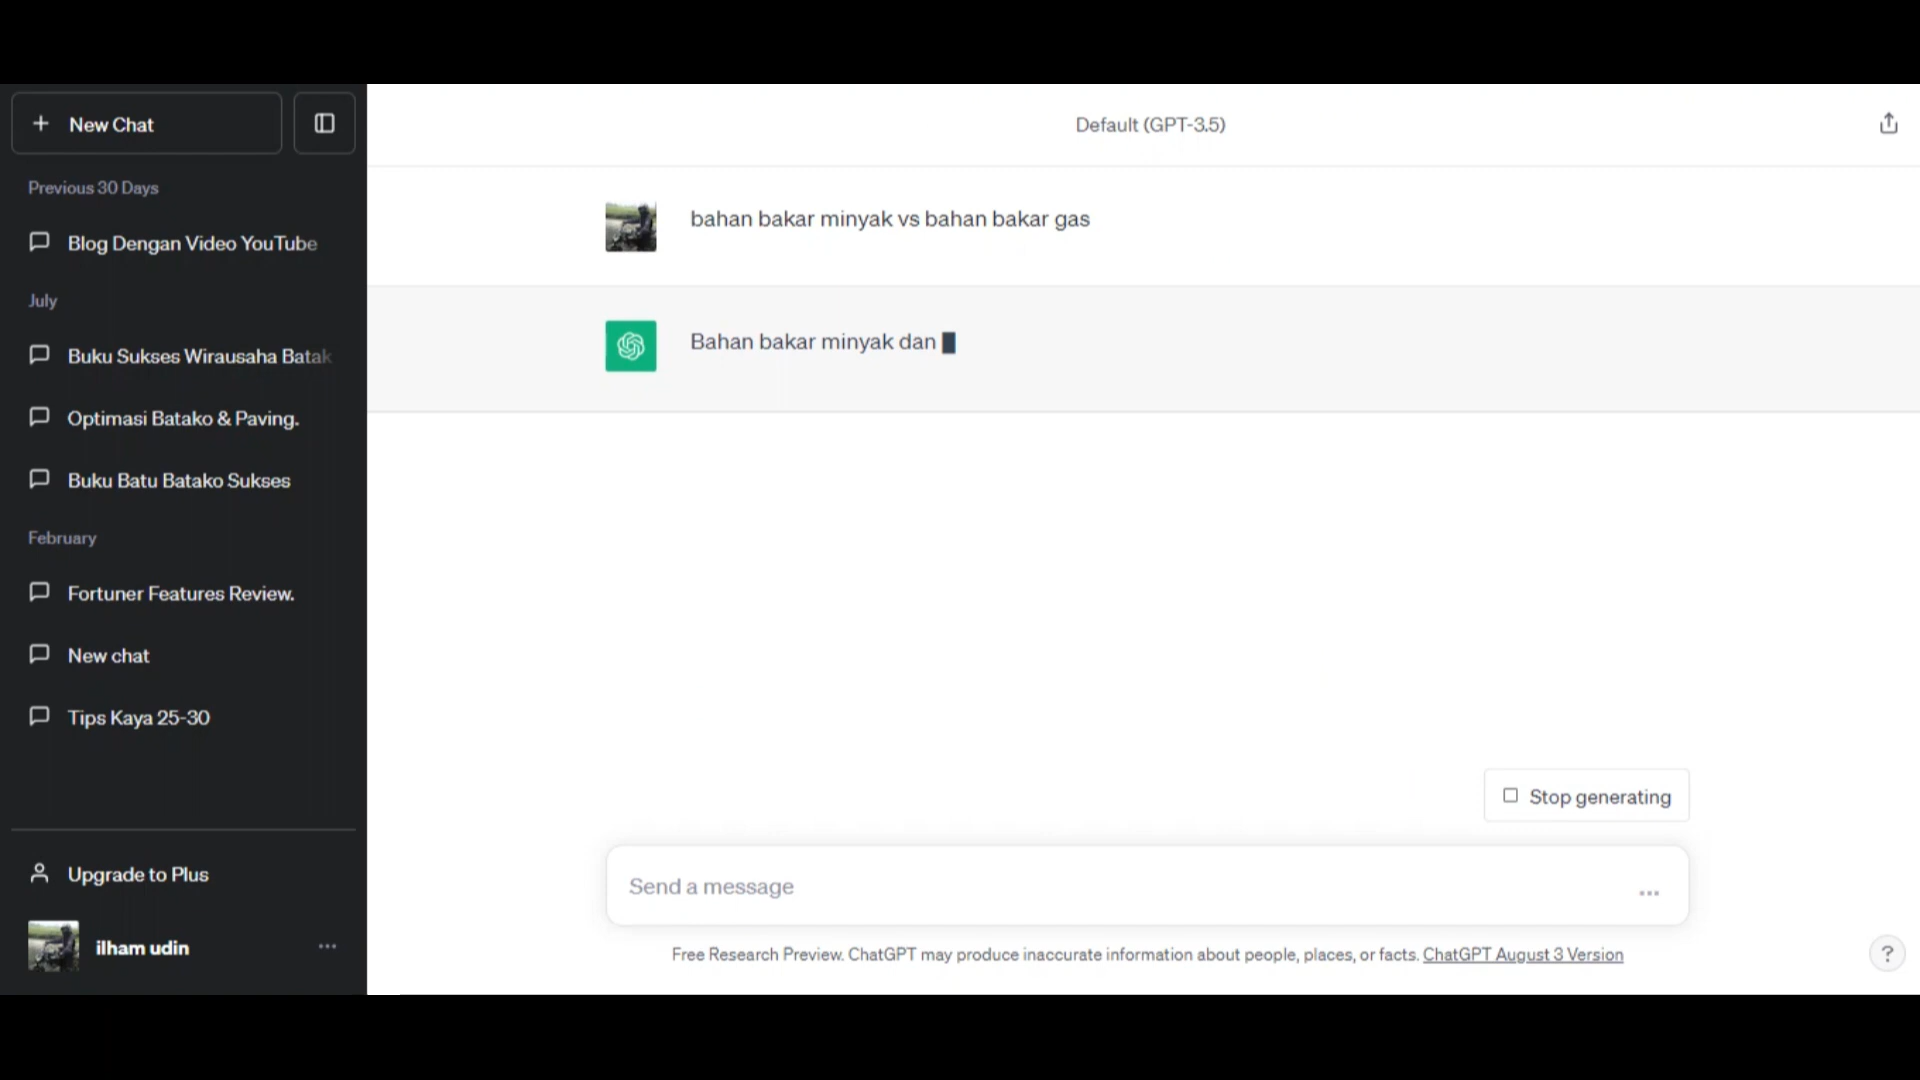 New Chat
Previous 30 Days
Blog Dengan Video YouTube
July
Buku Sukses Wirausaha Batak
Optimasi Batako & Paving.
Buku Batu Batako Sukses
February
Fortuner Features Review.
New chat
Tips Kaya 25-30
Upgrade to Plus
ilham udin
Default (GPT-3.5)
bahan bakar minyak vs bahan bakar gas
Bahan bakar minyak dan
Stop generating
Send a message
Free Research Preview. ChatGPT may produce inaccurate information about people, places, or facts. ChatGPT August 3 Version
?